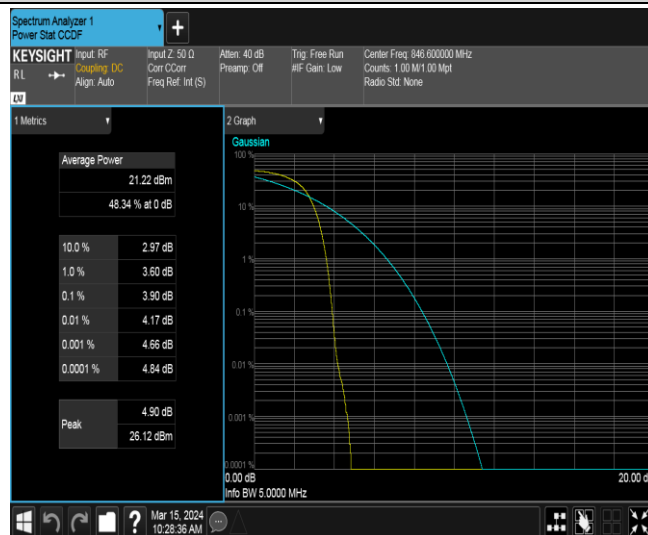 Spectrum Analyzer 1
Power Stat CCDF
+
KEYSIGHT Input: RF Input Z: 50 Ω Atten: 40 dB Trig: Free Run Center Freq: 846.600000 MHz
RL Coupling: DC Corr CCorr Preamp: Off #IF Gain: Low Counts: 1.00 M/1.00 Mpt
Align: Auto Freq Ref: Int (S) Radio Std: None
LXI
1 Metrics
2 Graph
Average Power
21.22 dBm
48.34 % at 0 dB
10.0 % 2.97 dB
1.0 % 3.60 dB
0.1 % 3.90 dB
0.01 % 4.17 dB
0.001 % 4.66 dB
0.0001 % 4.84 dB
Peak 4.90 dB
26.12 dBm
Gaussian
100 %
10 %
1 %
0.1 %
0.01 %
0.001 %
0.0001 %
0.00 dB 20.00 d
Info BW 5.0000 MHz
? Mar 15, 2024
10:28:36 AM